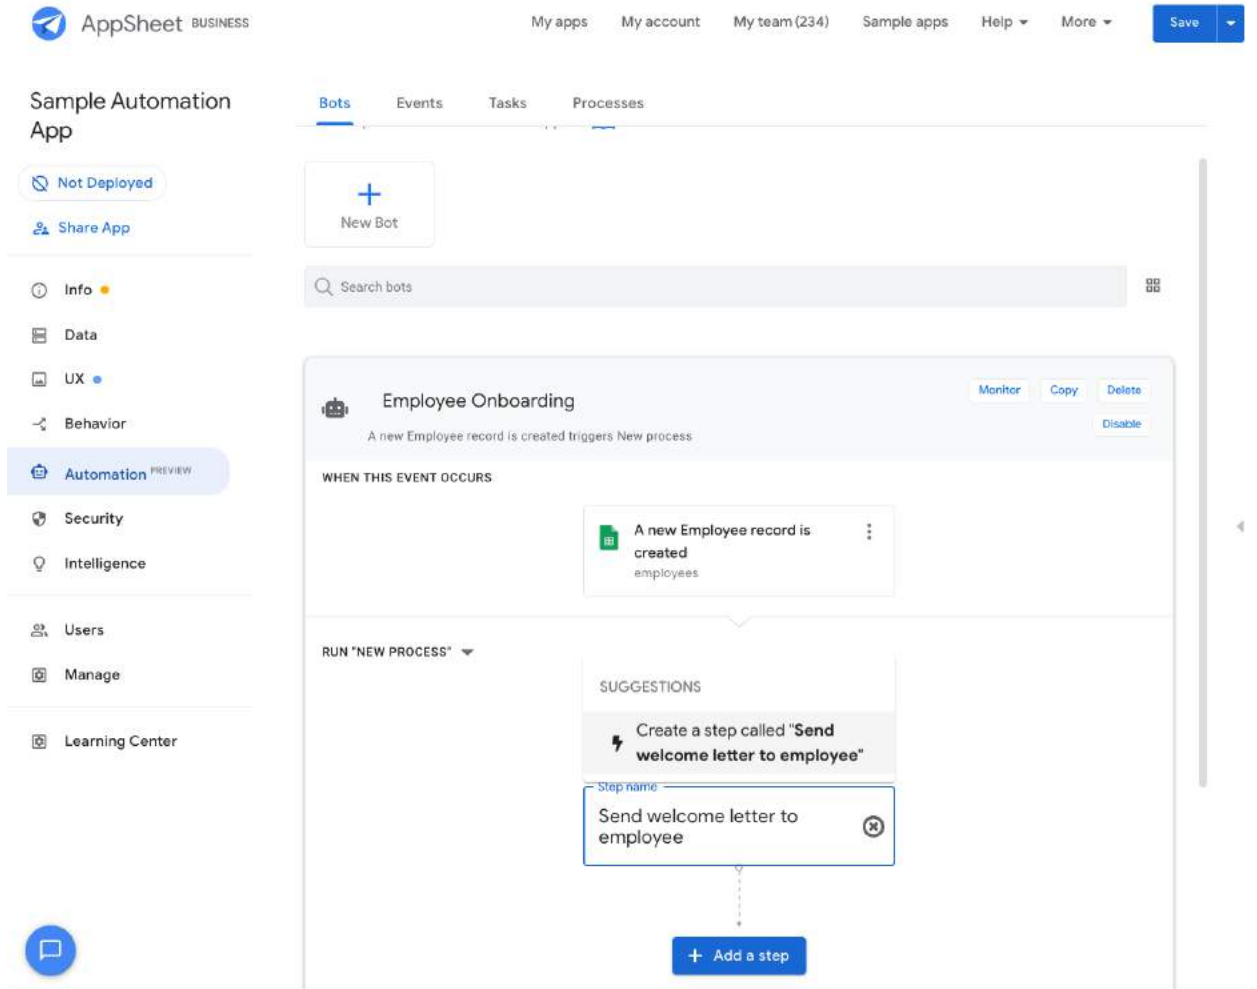 AppSheet BUSINESS
My apps
My account
My team (234)
Sample apps
Help
More
Save
Sample Automation
App
Not Deployed
Share App
Info
Data
UX
Behavior
Automation PREVIEW
Security
Intelligence
Users
Manage
Learning Center
Bots
Events
Tasks
Processes
New Bot
Search bots
Employee Onboarding
A new Employee record is created triggers New process
Monitor
Copy
Delete
Disable
WHEN THIS EVENT OCCURS
A new Employee record is
created
employees
RUN "NEW PROCESS"
SUGGESTIONS
Create a step called "Send
welcome letter to employee"
Step name
Send welcome letter to
employee
+ Add a step